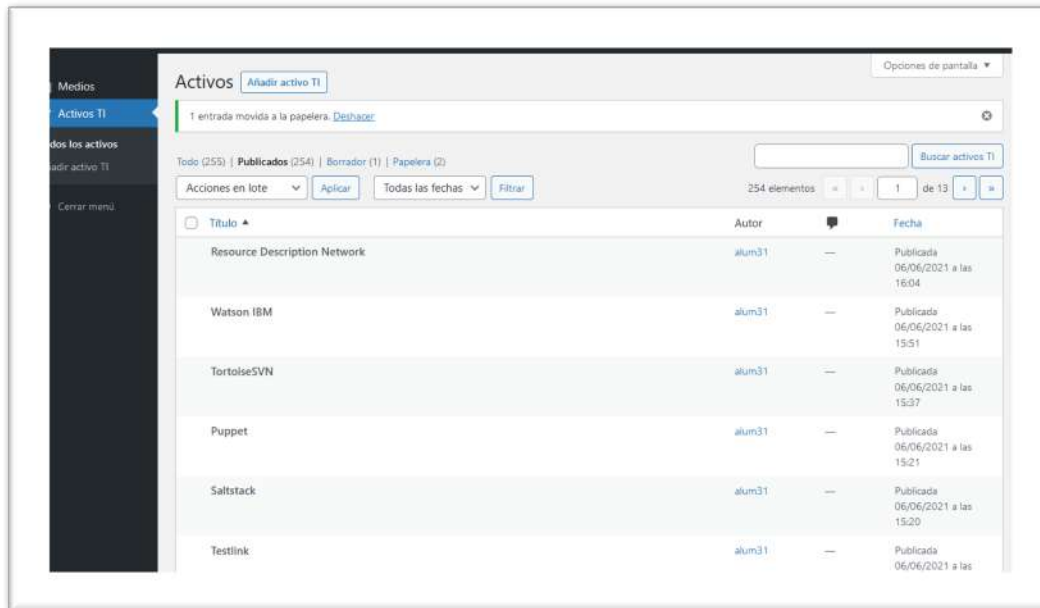 Opciones de pantalla ▼
Medios
Activos Añadir activo TI
Activos TI
1 entrada movida a la papelera. Deshacer
dos los activos
adir activo TI
Todo (255) | Publicados (254) | Borrador (1) | Papelera (2)
Buscar activos TI
Acciones en lote Aplicar Todas las fechas Filtrar 254 elementos « ‹ 1 de 13 › »
Cerrar menú
Título ▲ Autor Fecha
Resource Description Network alum31 — Publicada
06/06/2021 a las
16:04
Watson IBM alum31 — Publicada
06/06/2021 a las
15:51
TortoiseSVN alum31 — Publicada
06/06/2021 a las
15:37
Puppet alum31 — Publicada
06/06/2021 a las
15:21
Saltstack alum31 — Publicada
06/06/2021 a las
15:20
Testlink alum31 — Publicada
06/06/2021 a las